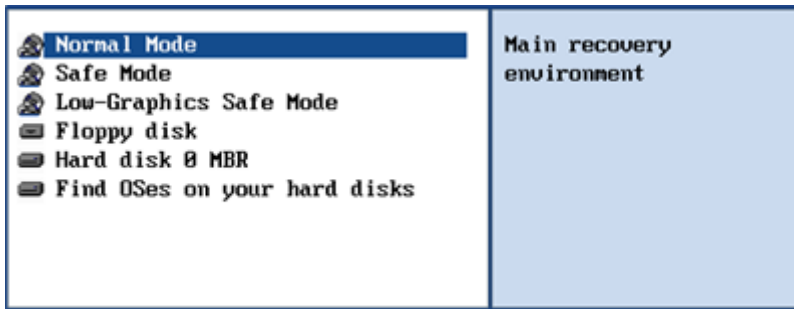 Normal Mode
Safe Mode
Low-Graphics Safe Mode
Floppy disk
Hard disk 0 MBR
Find OSes on your hard disks
Main recovery
environment